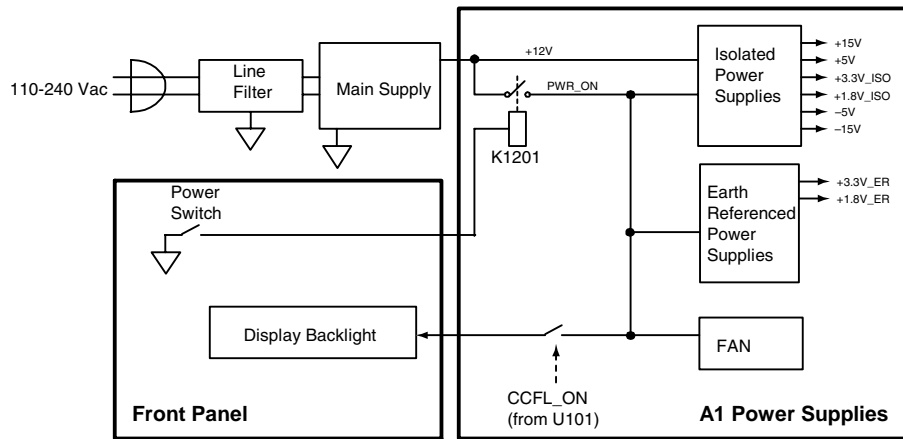 110-240 Vac
Line
Filter
Main Supply
+12V
PWR_ON
K1201
Isolated
Power
Supplies
+15V
+5V
+3.3V_ISO
+1.8V_ISO
–5V
–15V
Power
Switch
Earth
Referenced
Power
Supplies
+3.3V_ER
+1.8V_ER
Display Backlight
FAN
CCFL_ON
(from U101)
Front Panel
A1 Power Supplies